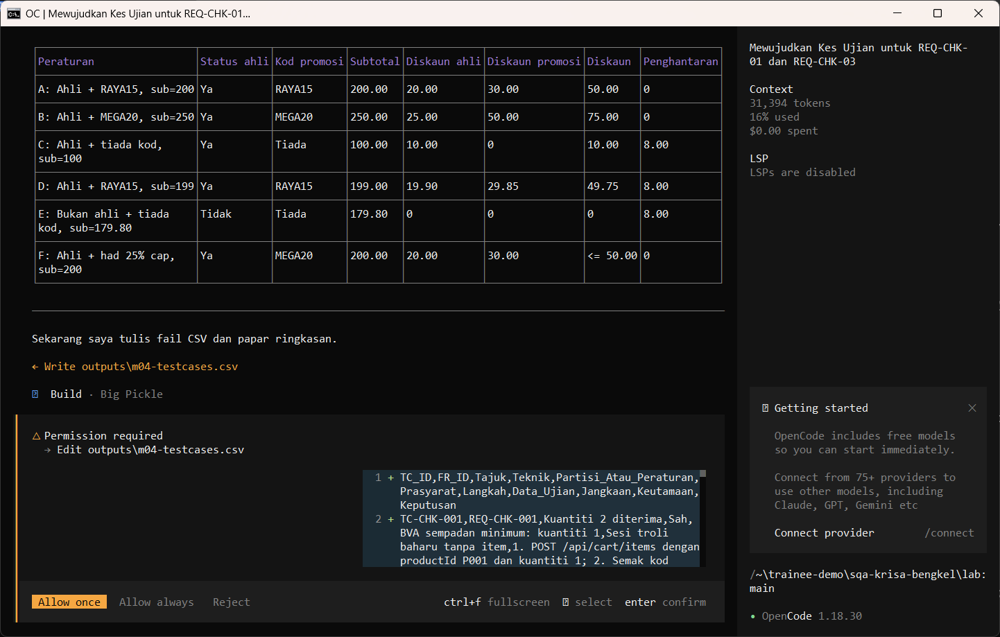 OC | Mewujudkan Kes Ujian untuk REQ-CHK-01...
Peraturan Status ahli Kod promosi Subtotal Diskaun ahli Diskaun promosi Diskaun Penghantaran
A: Ahli + RAYA15, sub=200 Ya RAYA15 200.00 20.00 30.00 50.00 0
B: Ahli + MEGA20, sub=250 Ya MEGA20 250.00 25.00 50.00 75.00 0
C: Ahli + tiada kod, Ya Tiada 100.00 10.00 0 10.00 8.00
sub=100
D: Ahli + RAYA15, sub=199 Ya RAYA15 199.00 19.90 29.85 49.75 8.00
E: Bukan ahli + tiada Tidak Tiada 179.80 0 0 0 8.00
kod, sub=179.80
F: Ahli + had 25% cap, Ya MEGA20 200.00 20.00 30.00 <= 50.00 0
sub=200
Sekarang saya tulis fail CSV dan papar ringkasan.
← Write outputs\m04-testcases.csv
Build · Big Pickle
△ Permission required
→ Edit outputs\m04-testcases.csv
1 + TC_ID,FR_ID,Tajuk,Teknik,Partisi_Atau_Peraturan,
Prasyarat,Langkah,Data_Ujian,Jangkaan,Keutamaan,
Keputusan
2 + TC-CHK-001,REQ-CHK-001,Kuantiti 2 diterima,Sah,
BVA sempadan minimum: kuantiti 1,Sesi troli
baharu tanpa item,1. POST /api/cart/items dengan
productId P001 dan kuantiti 1; 2. Semak kod
Allow once Allow always Reject ctrl+f fullscreen select enter confirm
Mewujudkan Kes Ujian untuk REQ-CHK-
01 dan REQ-CHK-03
Context
31,394 tokens
16% used
$0.00 spent
LSP
LSPs are disabled
Getting started
OpenCode includes free models
so you can start immediately.
Connect from 75+ providers to
use other models, including
Claude, GPT, Gemini etc
Connect provider /connect
/~\trainee-demo\sqa-krisa-bengkel\lab:
main
• OpenCode 1.18.30